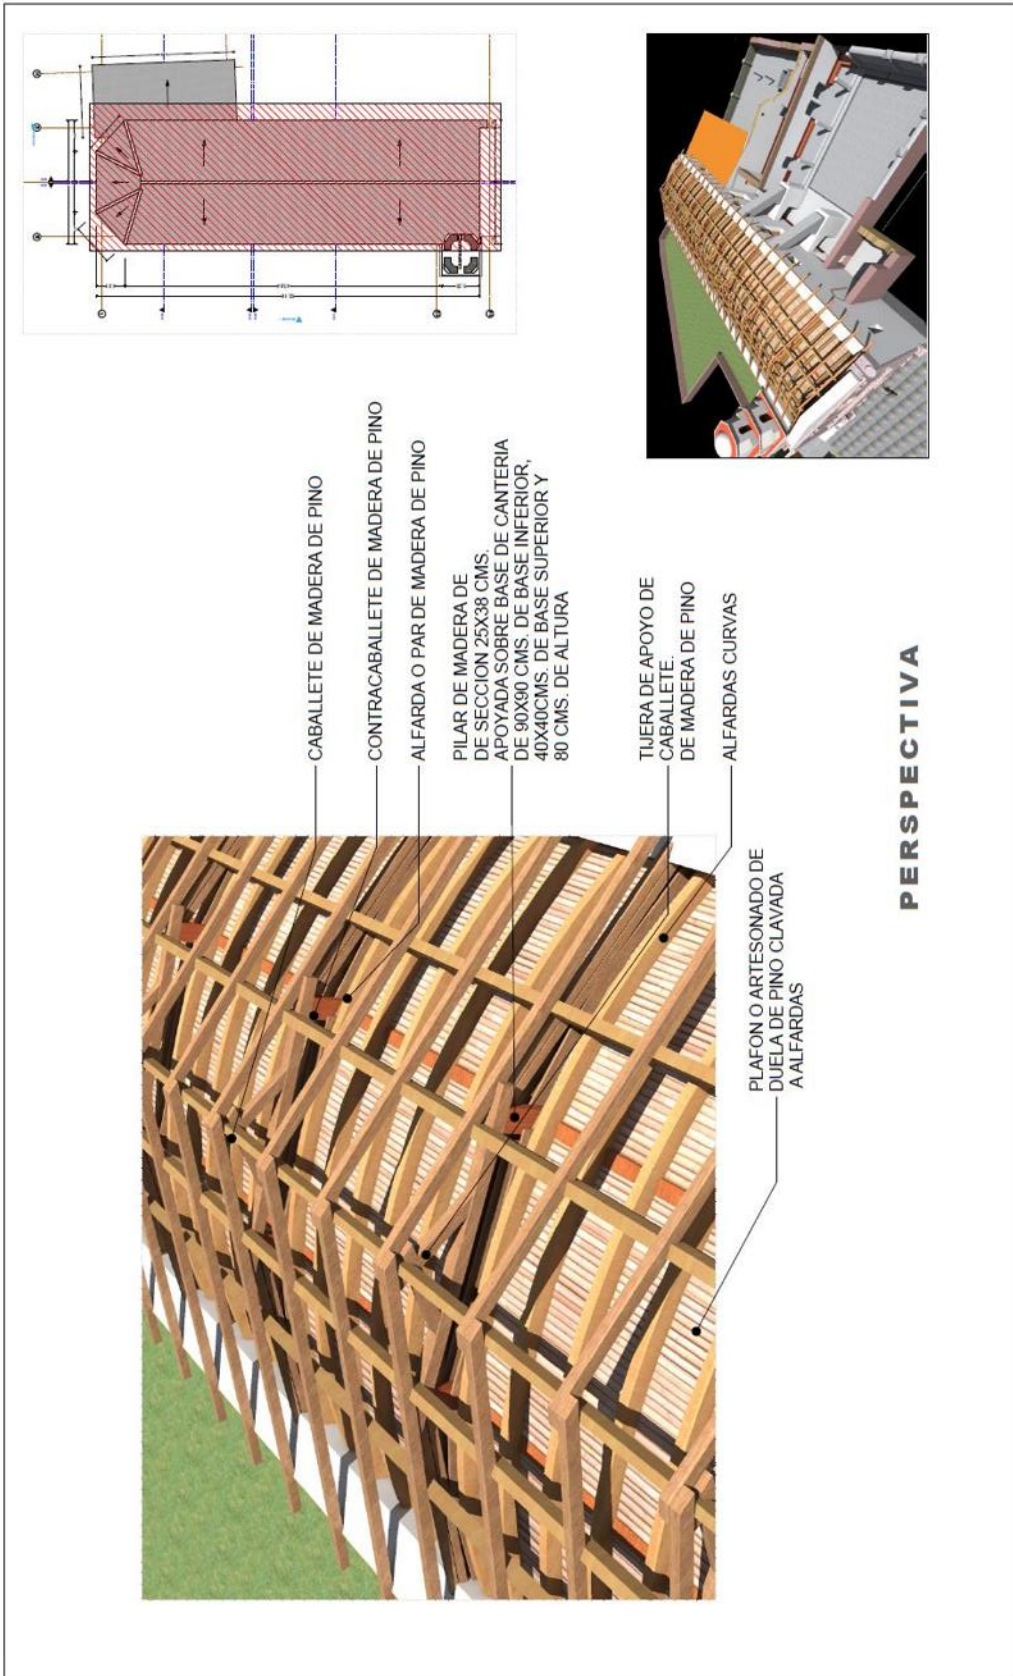 CABALLETE DE MADERA DE PINO
CONTRACABALLETE DE MADERA DE PINO
ALFARDA O PAR DE MADERA DE PINO
PILAR DE MADERA DE
DE SECCION 25X38 CMS.
APOYADA SOBRE BASE DE CANTERIA
DE 90X90 CMS. DE BASE INFERIOR,
40X40CMS. DE BASE SUPERIOR Y
80 CMS. DE ALTURA
TIJERA DE APOYO DE
CABALLETE.
DE MADERA DE PINO
ALFARDAS CURVAS
PLAFON O ARTESONADO DE
DUELA DE PINO CLAVADA
A ALFARDAS
PERSPECTIVA